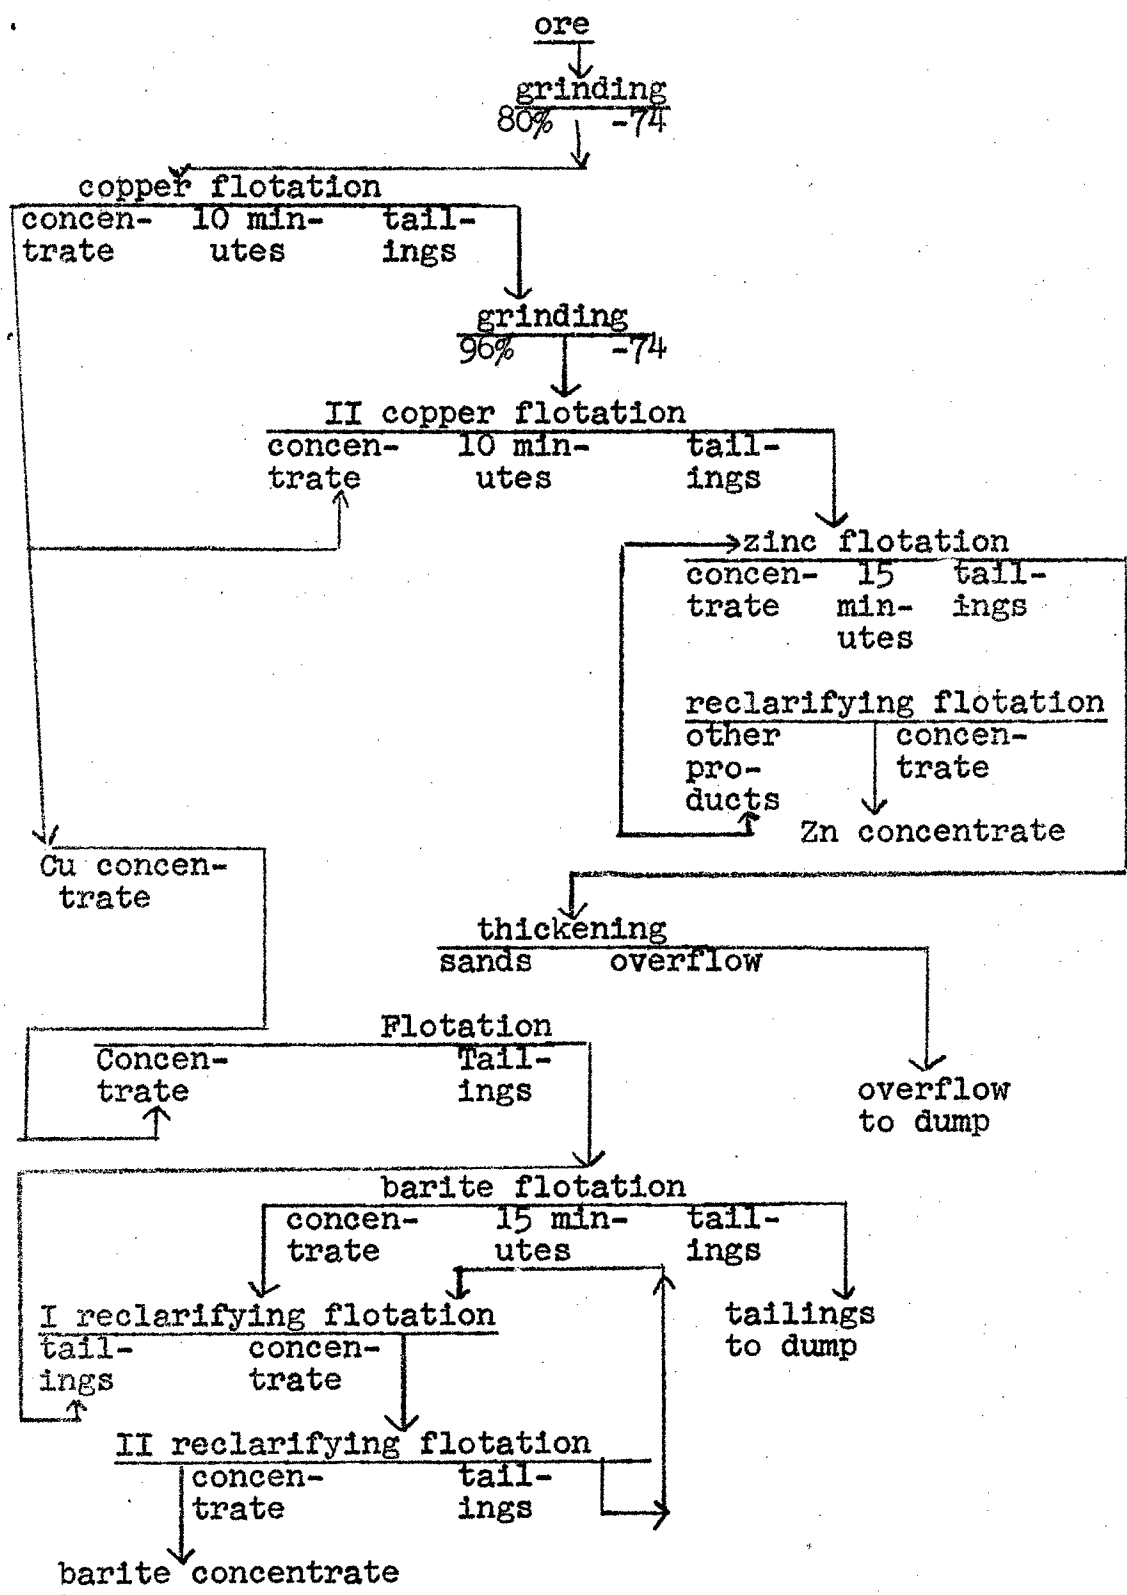 ore
grinding
80% -74
copper flotation
concen- 10 min- tail-
trate utes ings
grinding
96% -74
II copper flotation
concen- 10 min- tail-
trate utes ings
zinc flotation
concen- 15 tail-
trate min- ings
utes
reclarifying flotation
other concen-
pro- trate
ducts
Zn concentrate
Cu concen-
trate
thickening
sands overflow
Flotation
Concen- Tail-
trate ings
overflow
to dump
barite flotation
concen- 15 min- tail-
trate utes ings
I reclarifying flotation
tail- concen-
ings trate
tailings
to dump
II reclarifying flotation
concen- tail-
trate ings
barite concentrate